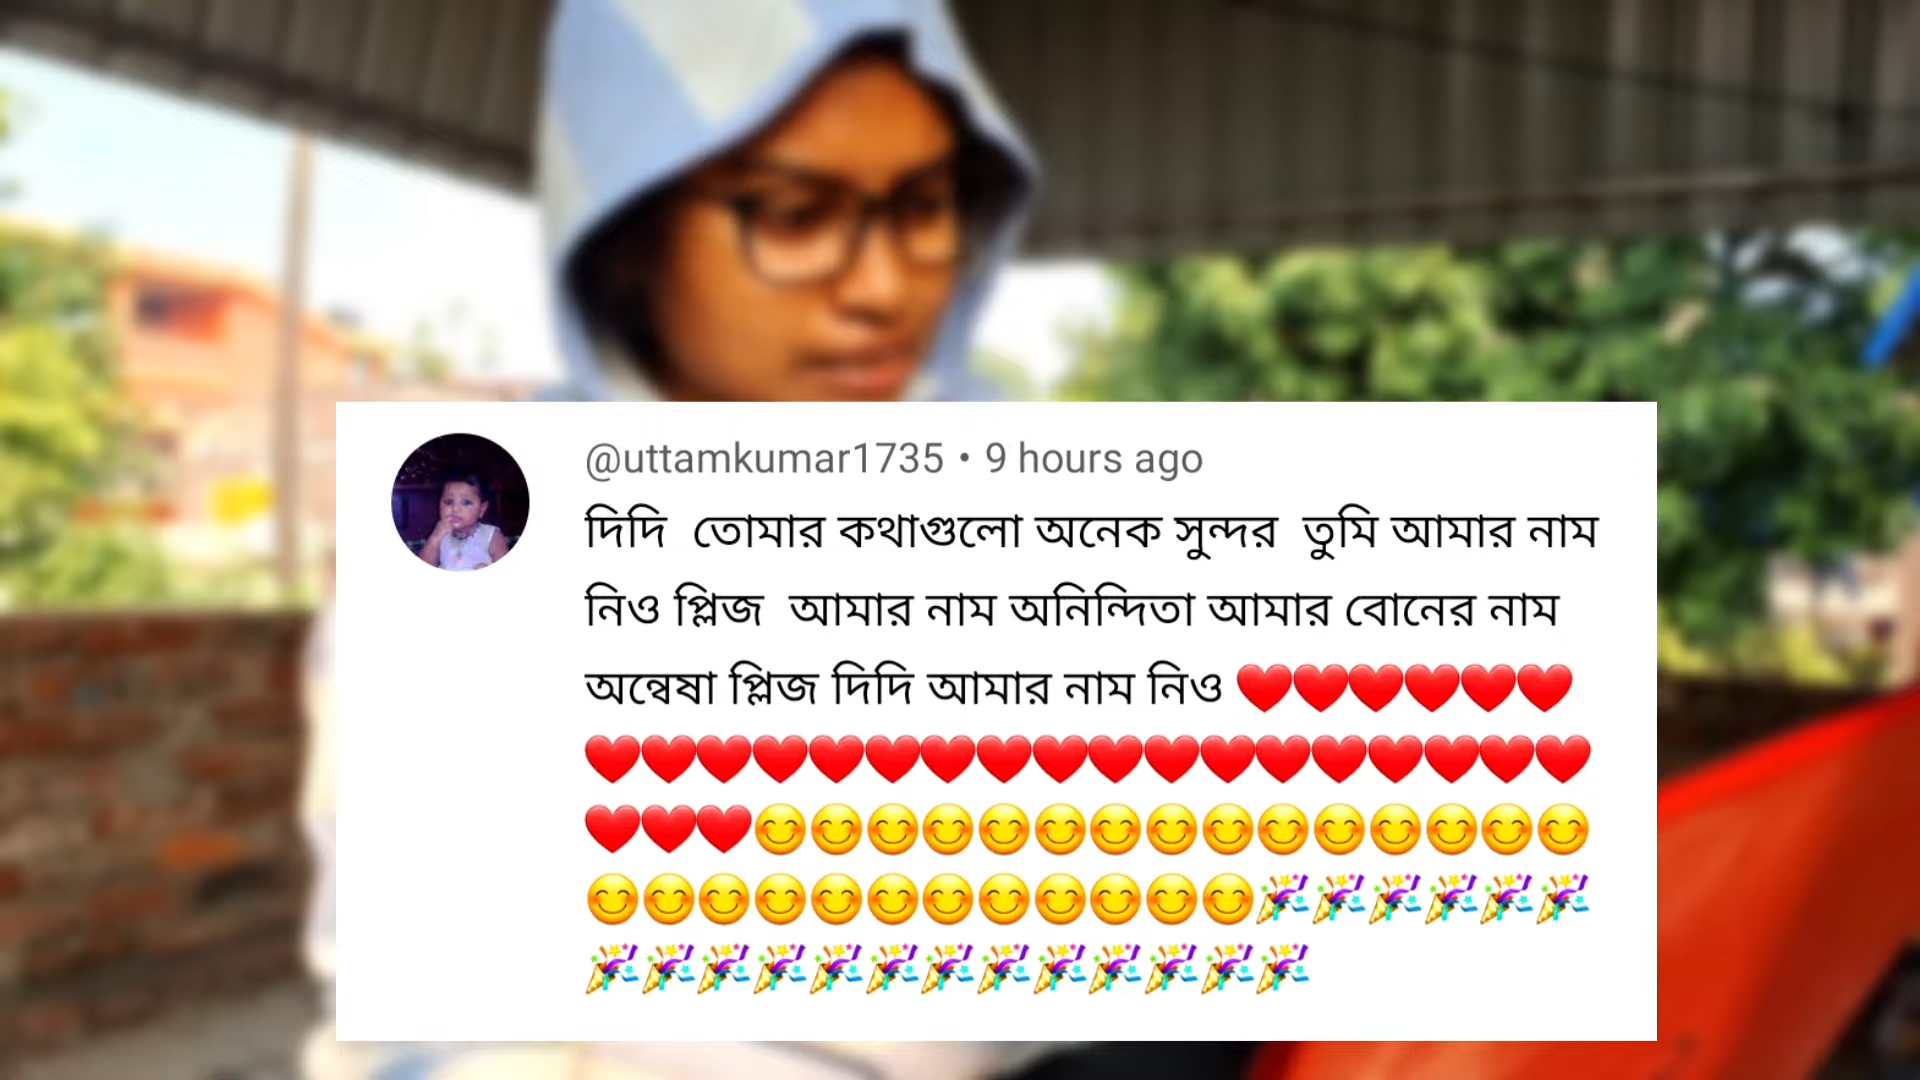 @uttamkumar1735 • 9 hours ago
দিদি তোমার কথাগুলো অনেক সুন্দর তুমি আমার নাম
নিও প্লিজ আমার নাম অনিন্দিতা আমার বোনের নাম
অন্বেষা প্লিজ দিদি আমার নাম নিও ❤️❤️❤️❤️❤️❤️
❤️❤️❤️❤️❤️❤️❤️❤️❤️❤️❤️❤️❤️❤️❤️❤️❤️❤️
❤️❤️❤️😊😊😊😊😊😊😊😊😊😊😊😊😊😊😊
😊😊😊😊😊😊😊😊😊😊😊😊🎉🎉🎉🎉🎉🎉
🎉🎉🎉🎉🎉🎉🎉🎉🎉🎉🎉🎉🎉